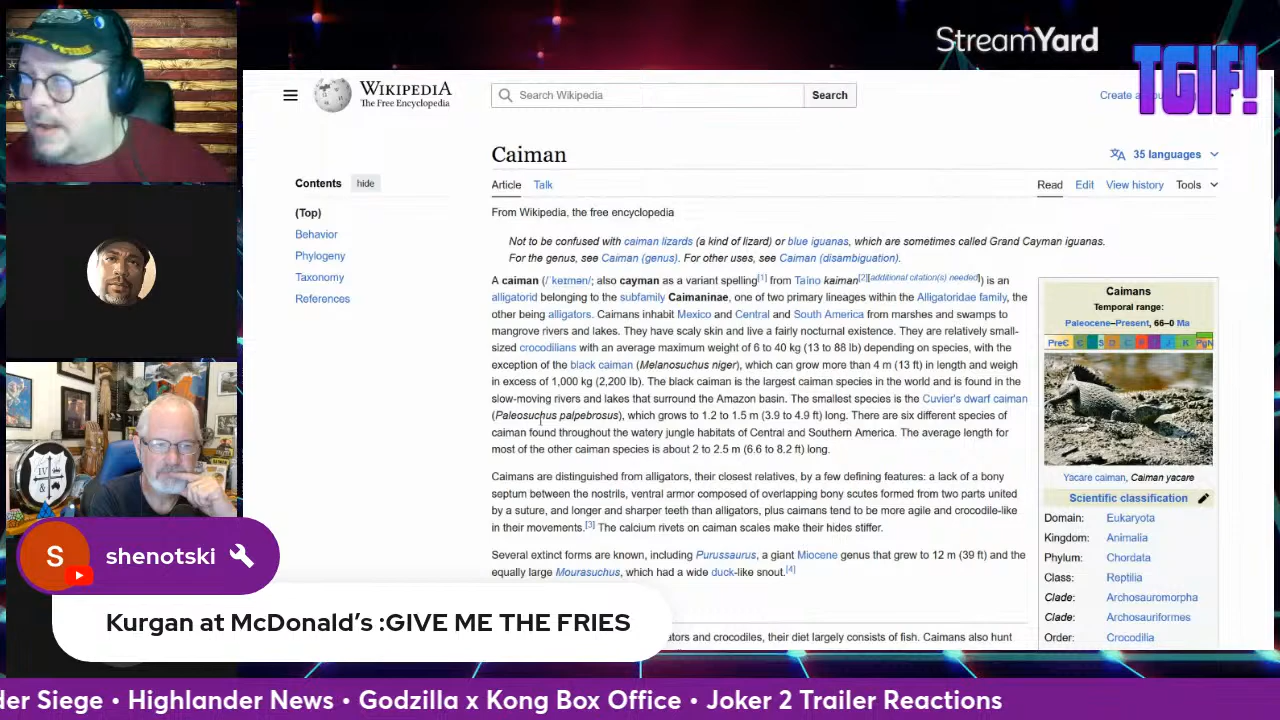 StreamYard
TGIF!
WIKIPEDIA
The Free Encyclopedia
Search Wikipedia
Search
Create a
Caiman
35 languages
Contents hide
(Top)
Behavior
Phylogeny
Taxonomy
References
Article Talk
Read Edit View history Tools
From Wikipedia, the free encyclopedia
Not to be confused with caiman lizards (a kind of lizard) or blue iguanas, which are sometimes called Grand Cayman iguanas.
For the genus, see Caiman (genus). For other uses, see Caiman (disambiguation).
A caiman (/ˈkeɪmən/; also cayman as a variant spelling[1] from Taíno kaiman[2][additional citation(s) needed]) is an
alligatorid belonging to the subfamily Caimaninae, one of two primary lineages within the Alligatoridae family, the
other being alligators. Caimans inhabit Mexico and Central and South America from marshes and swamps to
mangrove rivers and lakes. They have scaly skin and live a fairly nocturnal existence. They are relatively small-
sized crocodilians with an average maximum weight of 6 to 40 kg (13 to 88 lb) depending on species, with the
exception of the black caiman (Melanosuchus niger), which can grow more than 4 m (13 ft) in length and weigh
in excess of 1,000 kg (2,200 lb). The black caiman is the largest caiman species in the world and is found in the
slow-moving rivers and lakes that surround the Amazon basin. The smallest species is the Cuvier's dwarf caiman
(Paleosuchus palpebrosus), which grows to 1.2 to 1.5 m (3.9 to 4.9 ft) long. There are six different species of
caiman found throughout the watery jungle habitats of Central and Southern America. The average length for
most of the other caiman species is about 2 to 2.5 m (6.6 to 8.2 ft) long.
Caimans are distinguished from alligators, their closest relatives, by a few defining features: a lack of a bony
septum between the nostrils, ventral armor composed of overlapping bony scutes formed from two parts united
by a suture, and longer and sharper teeth than alligators, plus caimans tend to be more agile and crocodile-like
in their movements.[3] The calcium rivets on caiman scales make their hides stiffer.
Several extinct forms are known, including Purussaurus, a giant Miocene genus that grew to 12 m (39 ft) and the
equally large Mourasuchus, which had a wide duck-like snout.[4]
ators and crocodiles, their diet largely consists of fish. Caimans also hunt
Caimans
Temporal range:
Paleocene–Present, 66–0 Ma
PreꞒ Ꞓ O S D C P T J K Pg N
Yacare caiman, Caiman yacare
Scientific classification
Domain: Eukaryota
Kingdom: Animalia
Phylum: Chordata
Class: Reptilia
Clade: Archosauromorpha
Clade: Archosauriformes
Order: Crocodilia
S
shenotski
Kurgan at McDonald's :GIVE ME THE FRIES
der Siege • Highlander News • Godzilla x Kong Box Office • Joker 2 Trailer Reactions